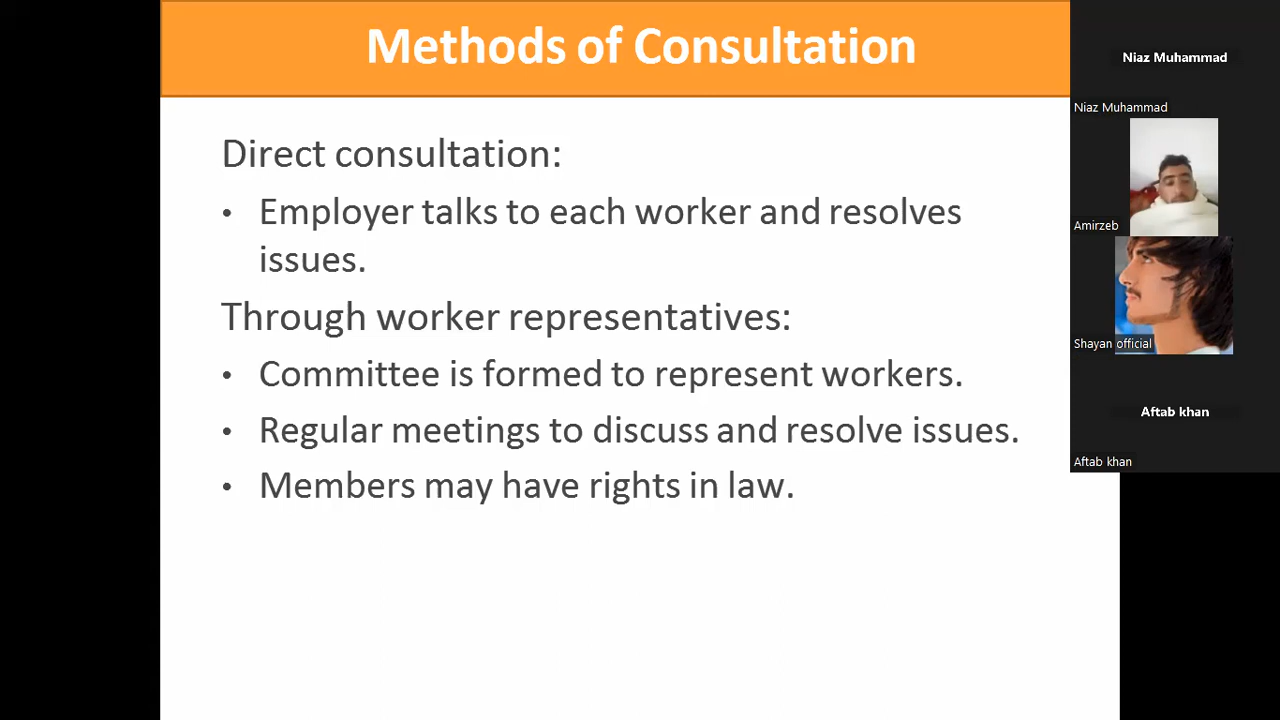 Methods of Consultation
Direct consultation:
• Employer talks to each worker and resolves
issues.
Through worker representatives:
• Committee is formed to represent workers.
• Regular meetings to discuss and resolve issues.
• Members may have rights in law.
Niaz Muhammad
Niaz Muhammad
Amirzeb
Shayan official
Aftab khan
Aftab khan